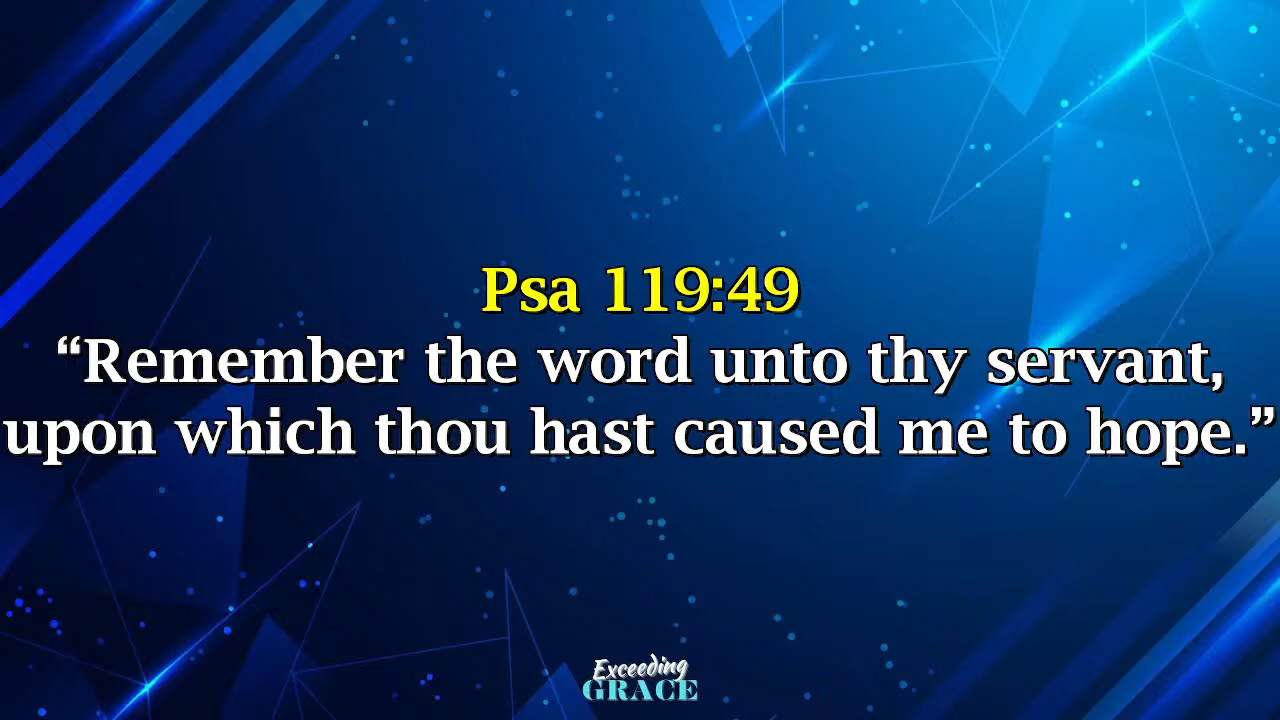 Psa 119:49
“Remember the word unto thy servant,
upon which thou hast caused me to hope.”
Exceeding
GRACE